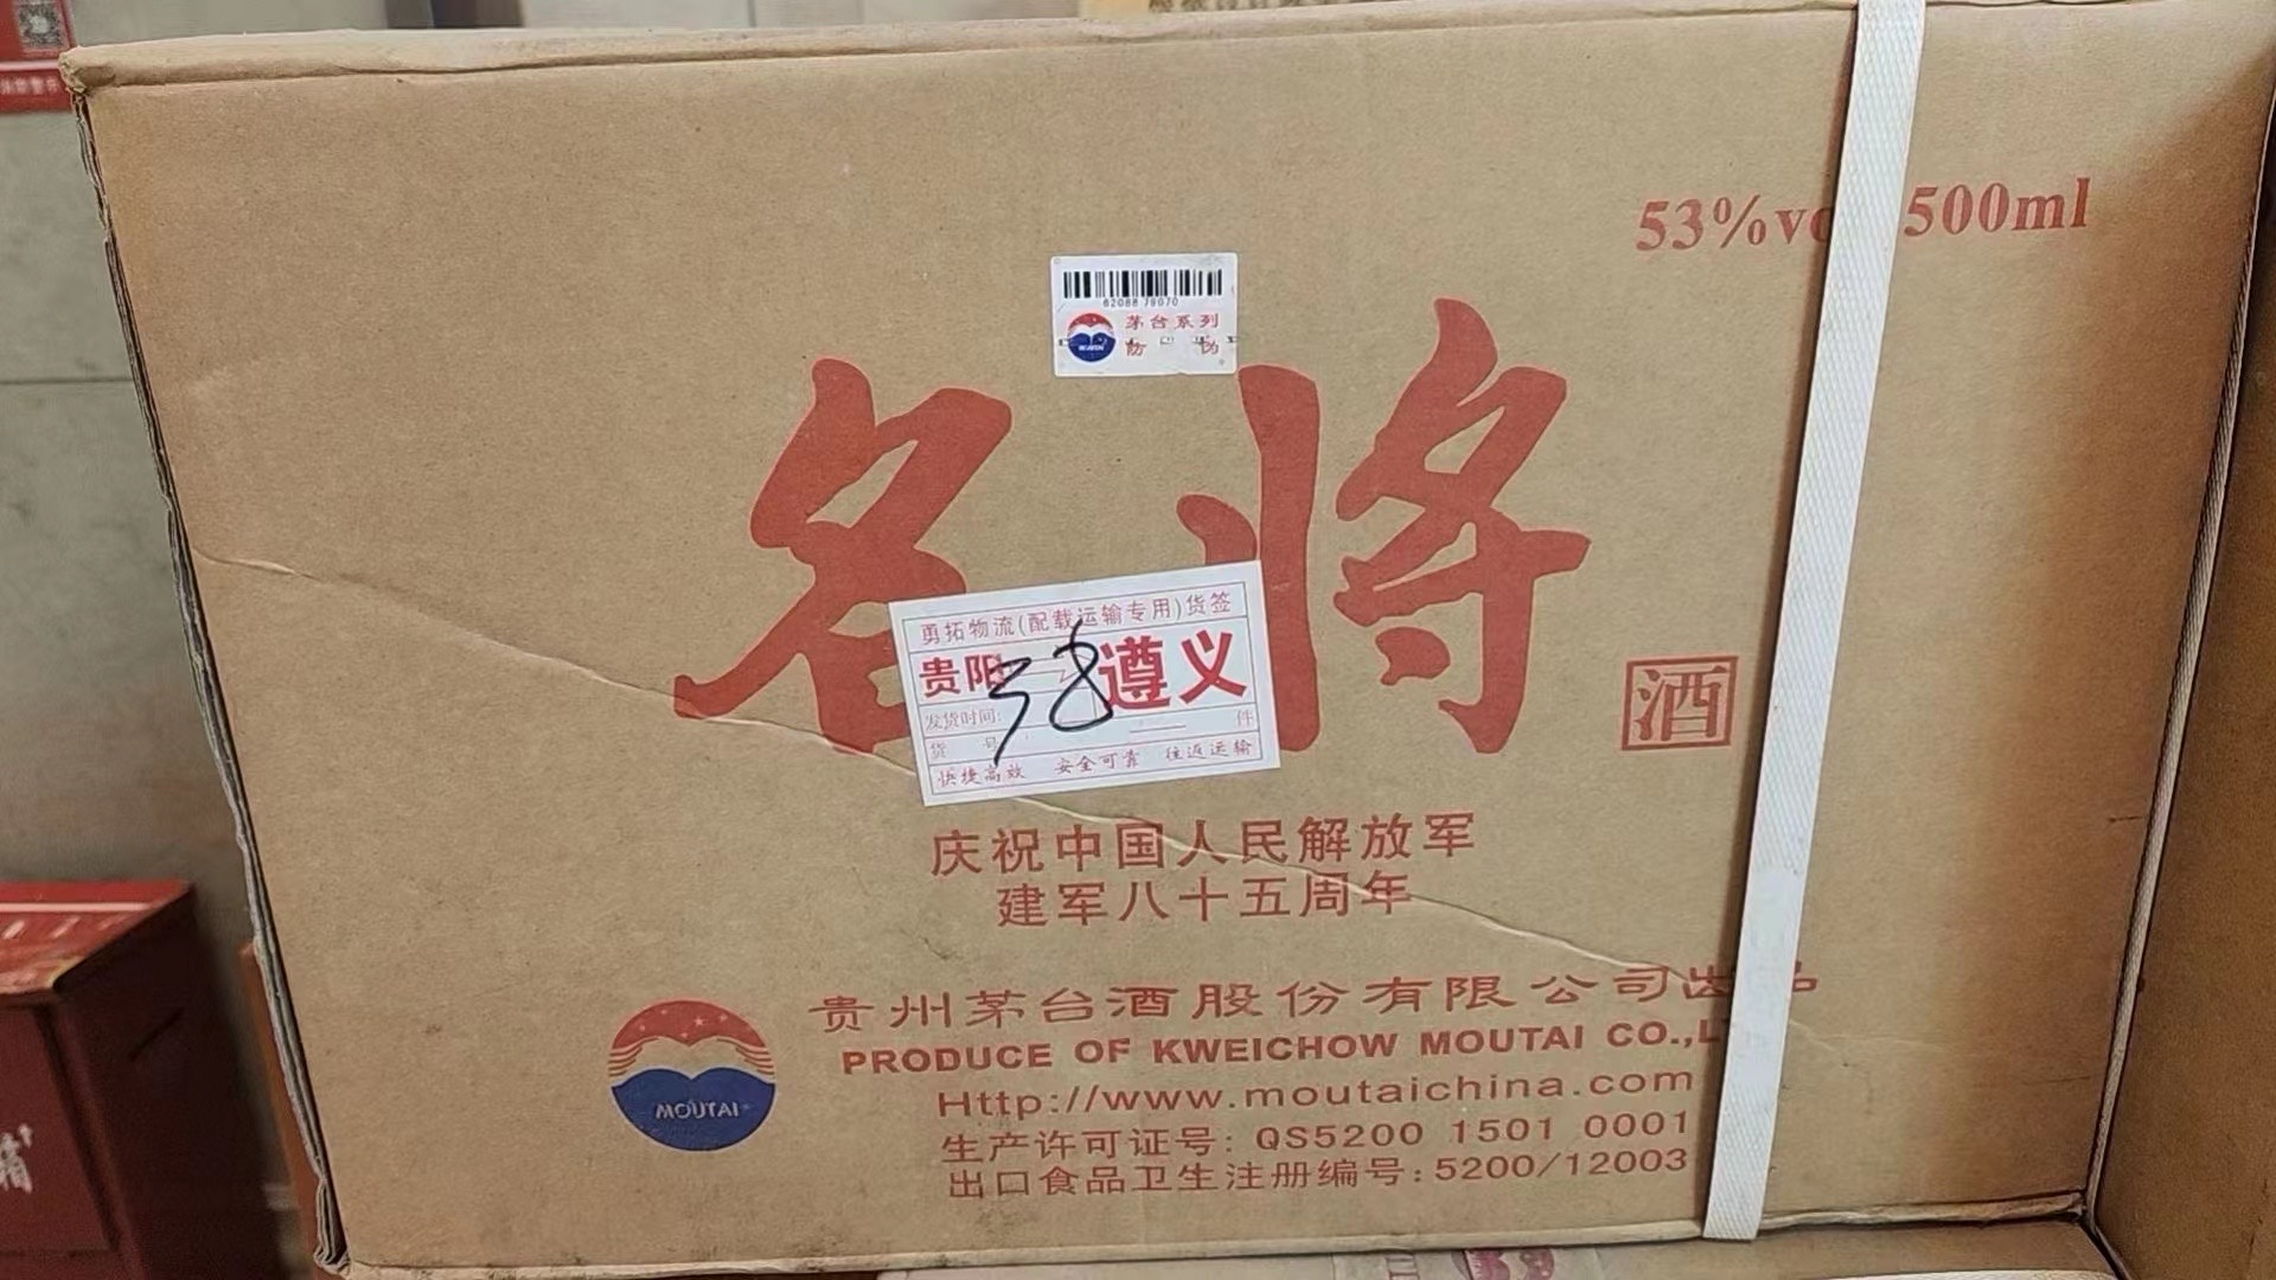 53%vo 500ml
62088 79070
茅台系列
防伪
名将
酒
勇拓物流(配载运输专用)货签
贵阳 遵义
38
发货时间:
件
货 号
快捷高效 安全可靠 往返运输
庆祝中国人民解放军
建军八十五周年
贵州茅台酒股份有限公司出品
PRODUCE OF KWEICHOW MOUTAI CO.,L
MOUTAI
Http://www.moutaichina.com
生产许可证号: QS5200 1501 0001
出口食品卫生注册编号:5200/12003